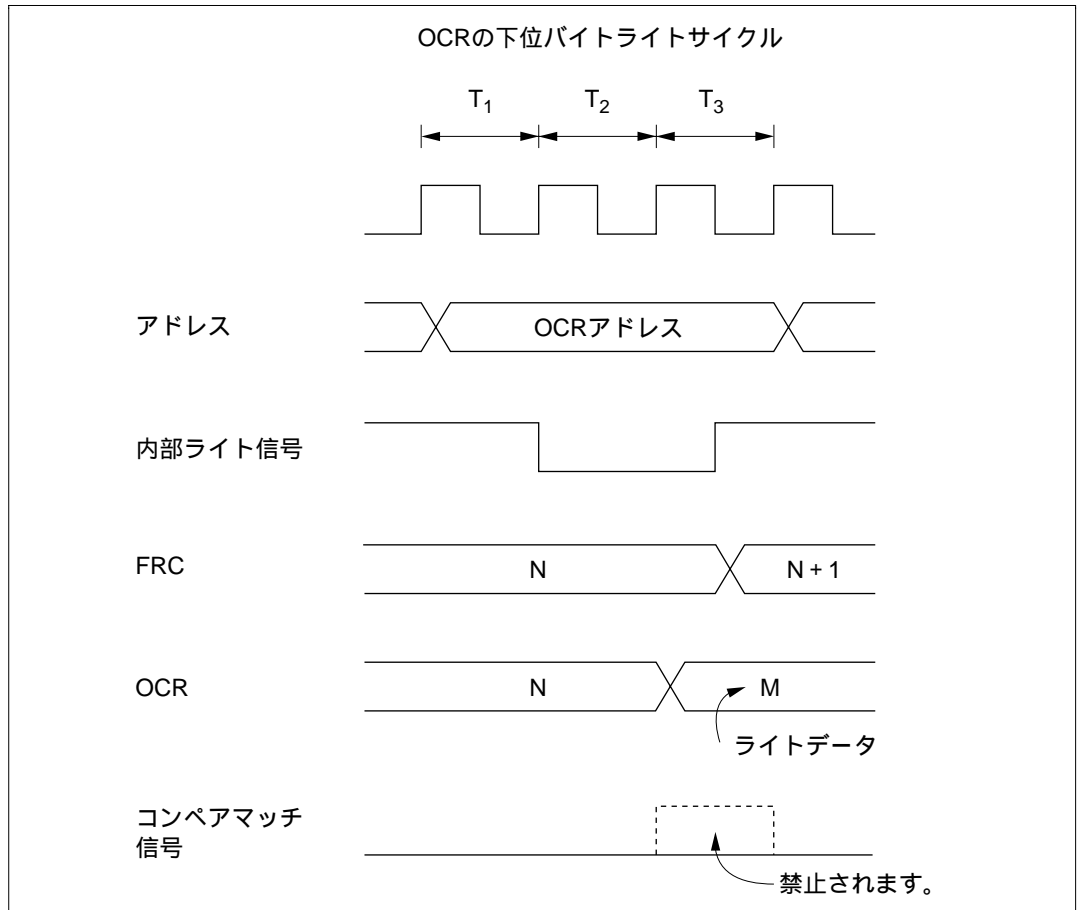 OCRの下位バイトライトサイクル
T1 T2 T3
アドレス OCRアドレス
内部ライト信号
FRC N N + 1
OCR N M
ライトデータ
コンペアマッチ
信号
禁止されます。